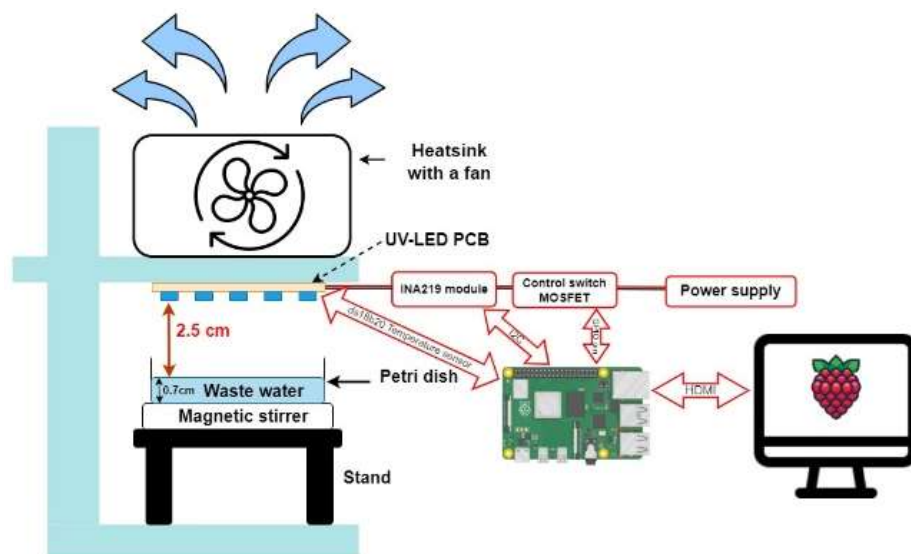 Heatsink
with a fan
UV-LED PCB
INA219 module
Control switch
MOSFET
Power supply
2.5 cm
ds18b20 Temperature sensor
I2C
HDMI
Petri dish
0.7cm
Waste water
Magnetic stirrer
Stand